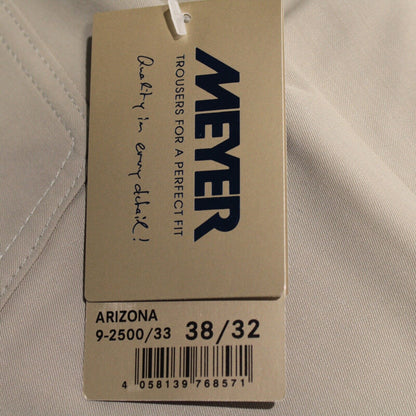 MEYER
TROUSERS FOR A PERFECT FIT
Quality in every detail!
ARIZONA
9-2500/33 38/32
4 058139 768571